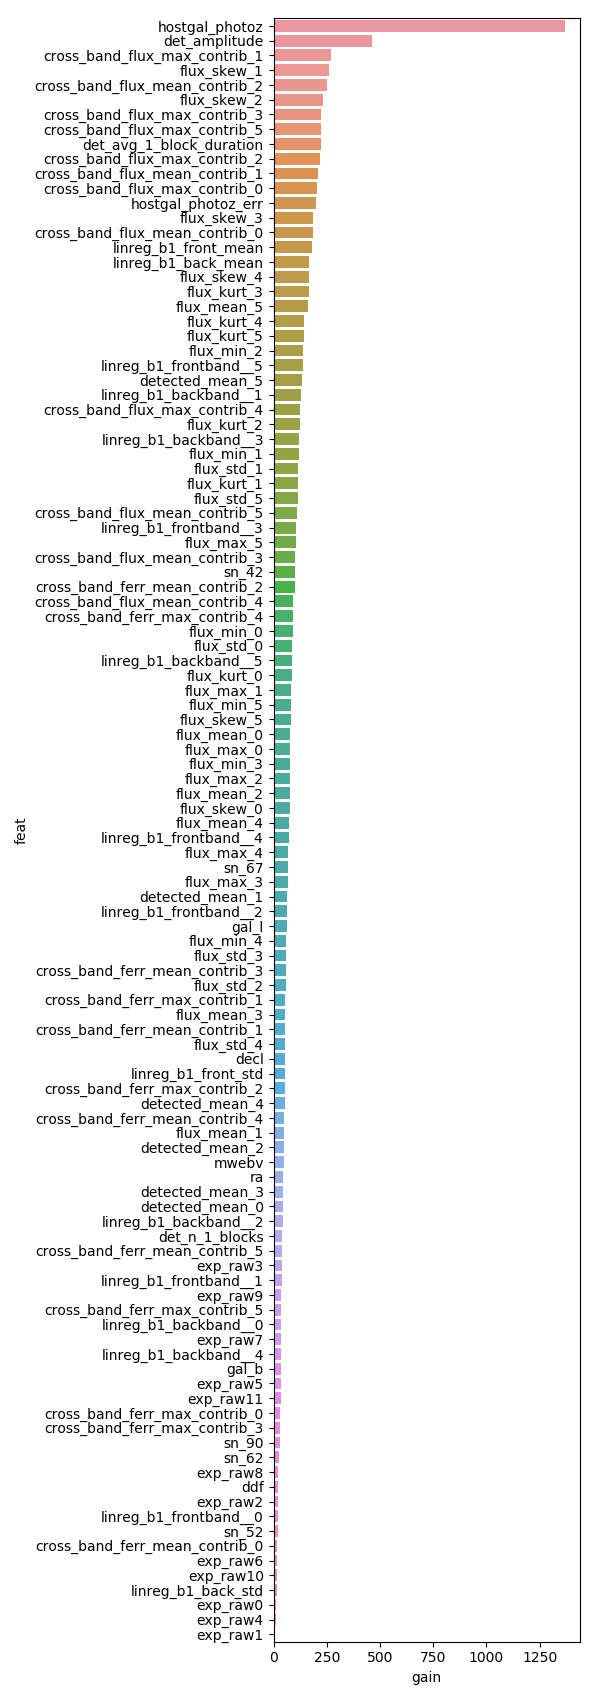 hostgal_photoz
det_amplitude
cross_band_flux_max_contrib_1
flux_skew_1
cross_band_flux_mean_contrib_2
flux_skew_2
cross_band_flux_max_contrib_3
cross_band_flux_max_contrib_5
det_avg_1_block_duration
cross_band_flux_max_contrib_2
cross_band_flux_mean_contrib_1
cross_band_flux_max_contrib_0
hostgal_photoz_err
flux_skew_3
cross_band_flux_mean_contrib_0
linreg_b1_front_mean
linreg_b1_back_mean
flux_skew_4
flux_kurt_3
flux_mean_5
flux_kurt_4
flux_kurt_5
flux_min_2
linreg_b1_frontband__5
detected_mean_5
linreg_b1_backband__1
cross_band_flux_max_contrib_4
flux_kurt_2
linreg_b1_backband__3
flux_min_1
flux_std_1
flux_kurt_1
flux_std_5
cross_band_flux_mean_contrib_5
linreg_b1_frontband__3
flux_max_5
cross_band_flux_mean_contrib_3
sn_42
cross_band_ferr_mean_contrib_2
cross_band_flux_mean_contrib_4
cross_band_ferr_max_contrib_4
flux_min_0
flux_std_0
linreg_b1_backband__5
flux_kurt_0
flux_max_1
flux_min_5
flux_skew_5
flux_mean_0
flux_max_0
flux_min_3
flux_max_2
flux_mean_2
flux_skew_0
flux_mean_4
linreg_b1_frontband__4
flux_max_4
sn_67
flux_max_3
detected_mean_1
linreg_b1_frontband__2
gal_l
flux_min_4
flux_std_3
cross_band_ferr_mean_contrib_3
flux_std_2
cross_band_ferr_max_contrib_1
flux_mean_3
cross_band_ferr_mean_contrib_1
flux_std_4
decl
linreg_b1_front_std
cross_band_ferr_max_contrib_2
detected_mean_4
cross_band_ferr_mean_contrib_4
flux_mean_1
detected_mean_2
mwebv
ra
detected_mean_3
detected_mean_0
linreg_b1_backband__2
det_n_1_blocks
cross_band_ferr_mean_contrib_5
exp_raw3
linreg_b1_frontband__1
exp_raw9
cross_band_ferr_max_contrib_5
linreg_b1_backband__0
exp_raw7
linreg_b1_backband__4
gal_b
exp_raw5
exp_raw11
cross_band_ferr_max_contrib_0
cross_band_ferr_max_contrib_3
sn_90
sn_62
exp_raw8
ddf
exp_raw2
linreg_b1_frontband__0
sn_52
cross_band_ferr_mean_contrib_0
exp_raw6
exp_raw10
linreg_b1_back_std
exp_raw0
exp_raw4
exp_raw1
feat
0 250 500 750 1000 1250
gain